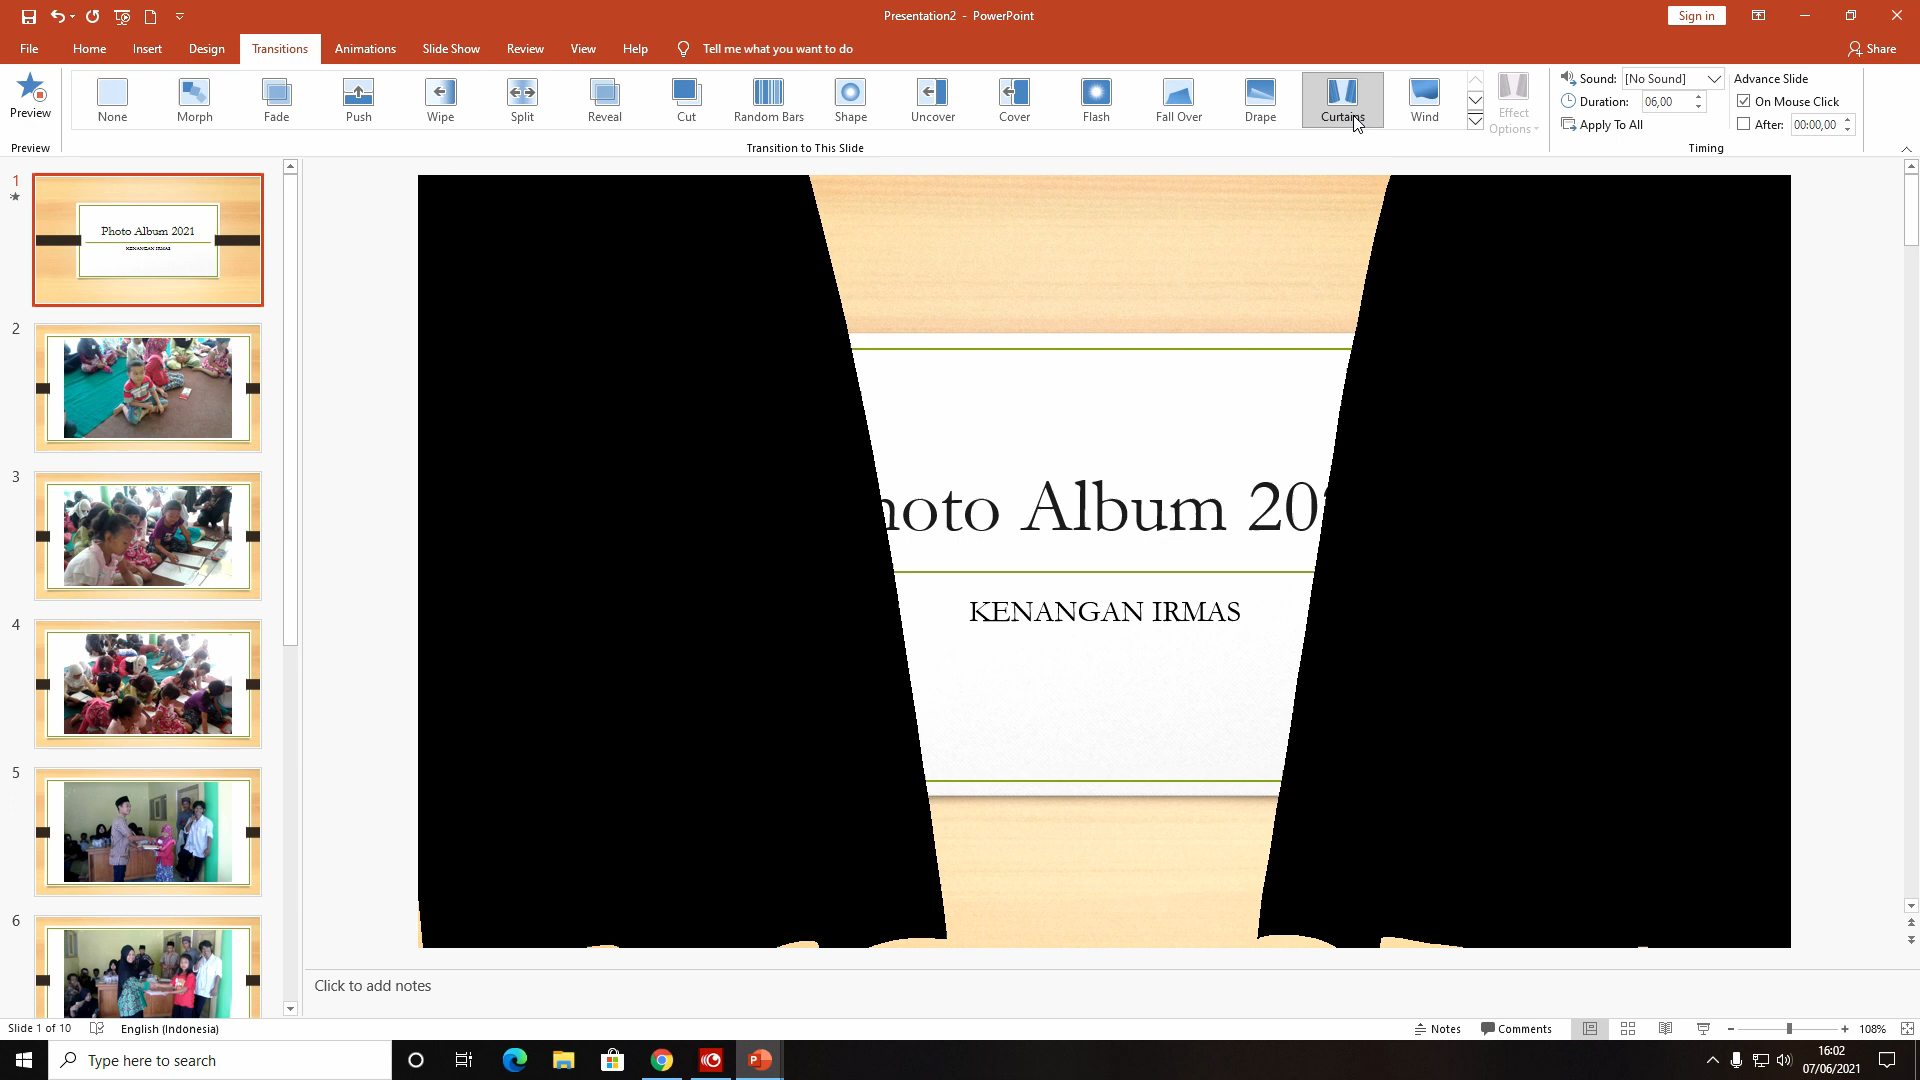 Presentation2 - PowerPoint
Sign in
File Home Insert Design Transitions Animations Slide Show Review View Help Tell me what you want to do Share
Preview
None Morph Fade Push Wipe Split Reveal Cut Random Bars Shape Uncover Cover Flash Fall Over Drape Curtains Wind
Effect
Options
Sound: [No Sound]
Duration: 06,00
Apply To All
Advance Slide
On Mouse Click
After: 00:00,00
Preview Transition to This Slide Timing
1
Photo Album 2021
KENANGAN IRMAS
2
3
4
5
6
hoto Album 202
KENANGAN IRMAS
Click to add notes
Slide 1 of 10 English (Indonesia) Notes Comments 108%
Type here to search
16:02
07/06/2021